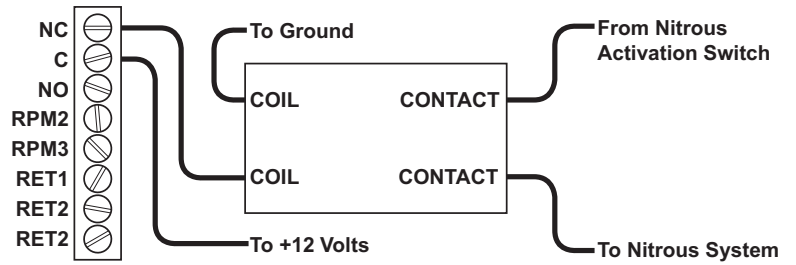 NC
C
NO
RPM2
RPM3
RET1
RET2
RET2
To Ground
COIL
COIL
CONTACT
CONTACT
To +12 Volts
From Nitrous
Activation Switch
To Nitrous System